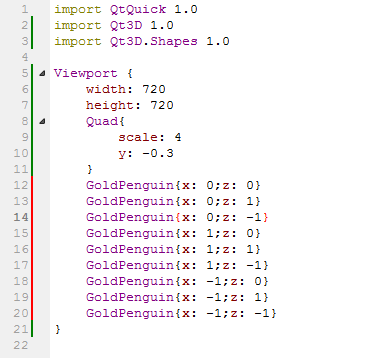 1 import QtQuick 1.0
2 import Qt3D 1.0
3 import Qt3D.Shapes 1.0
4
5 Viewport {
6     width: 720
7     height: 720
8     Quad{
9         scale: 4
10         y: -0.3
11     }
12     GoldPenguin{x: 0;z: 0}
13     GoldPenguin{x: 0;z: 1}
14     GoldPenguin{x: 0;z: -1}
15     GoldPenguin{x: 1;z: 0}
16     GoldPenguin{x: 1;z: 1}
17     GoldPenguin{x: 1;z: -1}
18     GoldPenguin{x: -1;z: 0}
19     GoldPenguin{x: -1;z: 1}
20     GoldPenguin{x: -1;z: -1}
21 }
22